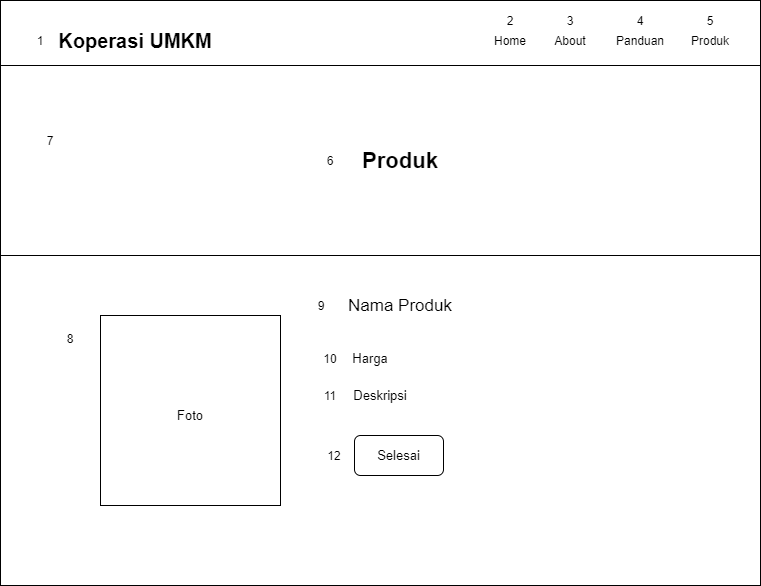 2 3 4 5
1 Koperasi UMKM Home About Panduan Produk
7
6 Produk
9 Nama Produk
8
10 Harga
11 Deskripsi
Foto
12 Selesai